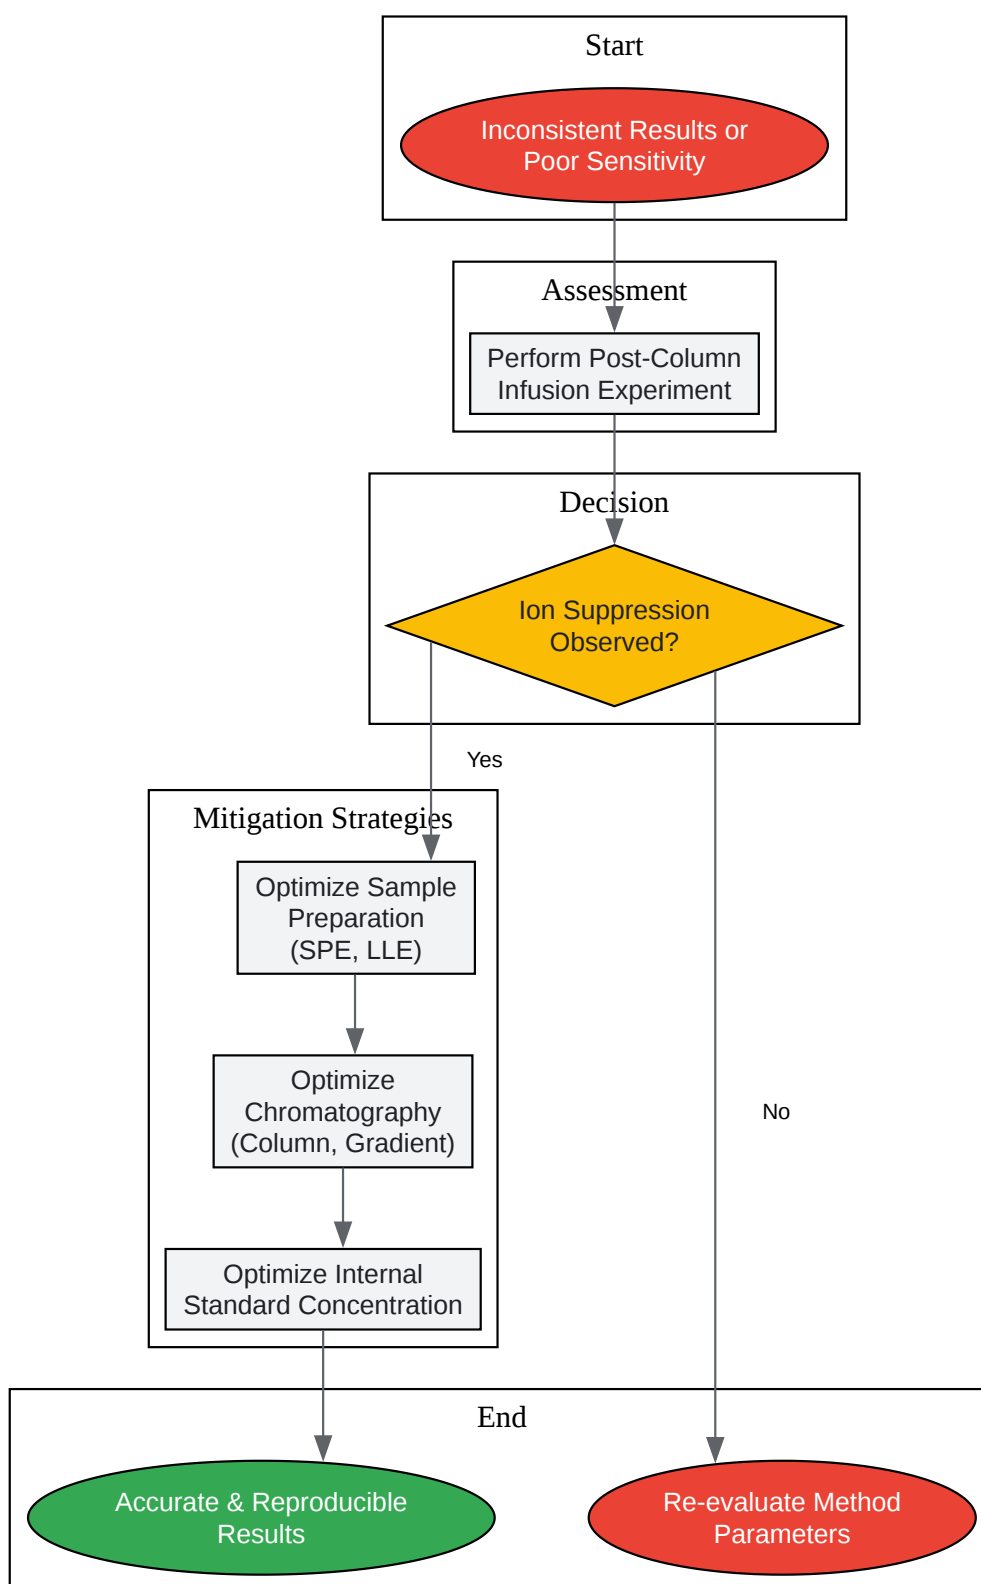 Start
Inconsistent Results or
Poor Sensitivity
Assessment
Perform Post-Column
Infusion Experiment
Decision
Ion Suppression
Observed?
Yes
Mitigation Strategies
Optimize Sample
Preparation
(SPE, LLE)
Optimize
Chromatography
(Column, Gradient)
No
Optimize Internal
Standard Concentration
End
Accurate & Reproducible
Results
Re-evaluate Method
Parameters